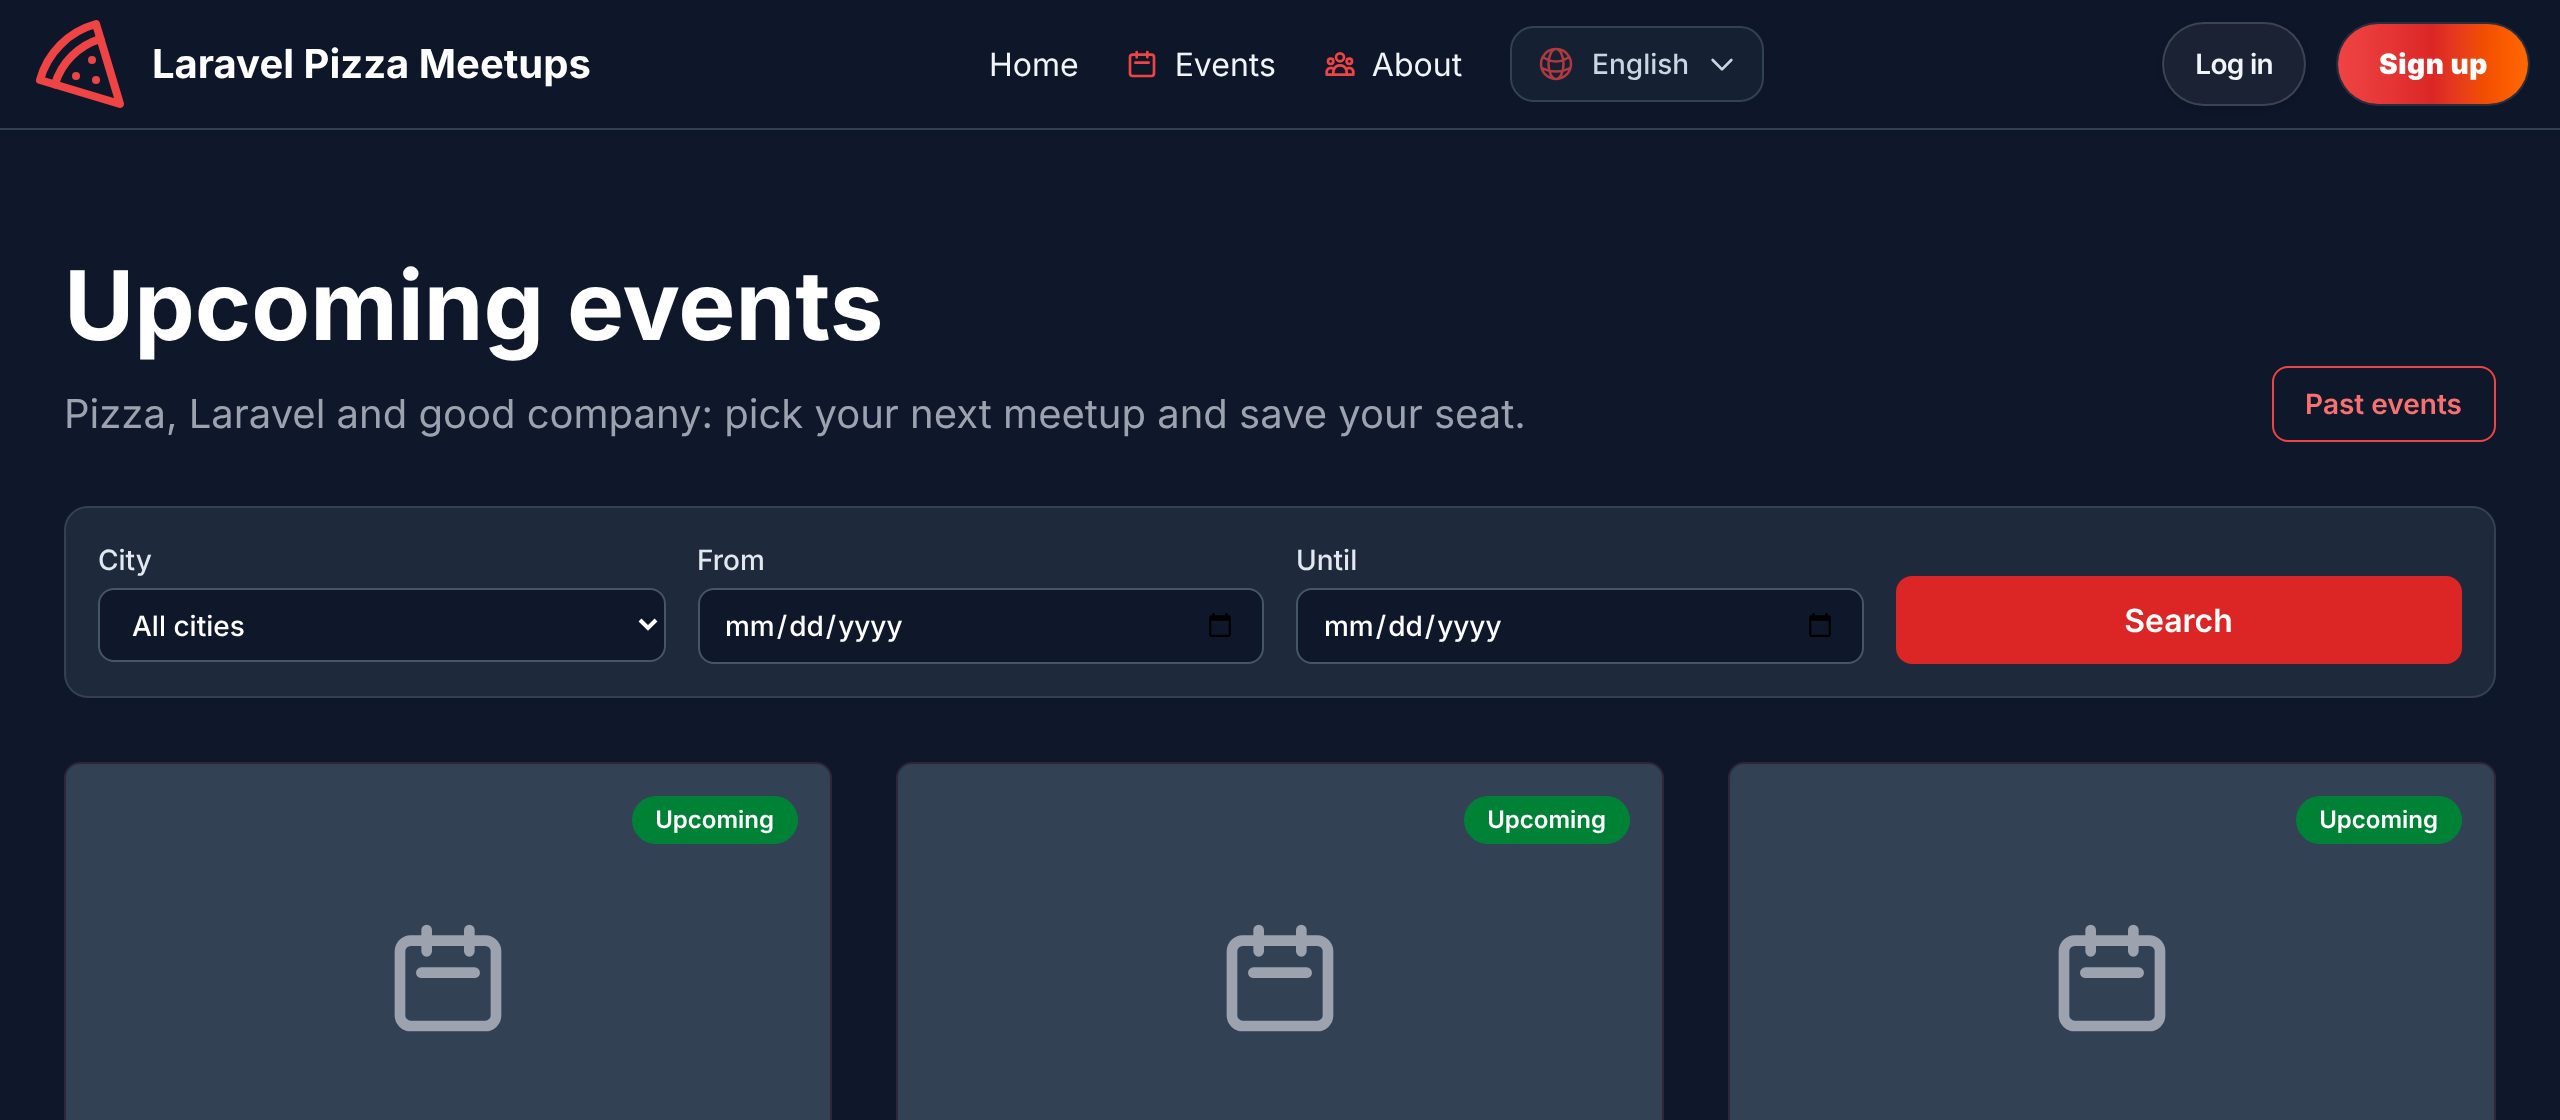 Laravel Pizza Meetups
Home
Events
About
English
Log in
Sign up
Upcoming events
Pizza, Laravel and good company: pick your next meetup and save your seat.
Past events
City
From
Until
All cities
mm/dd/yyyy
mm/dd/yyyy
Search
Upcoming
Upcoming
Upcoming